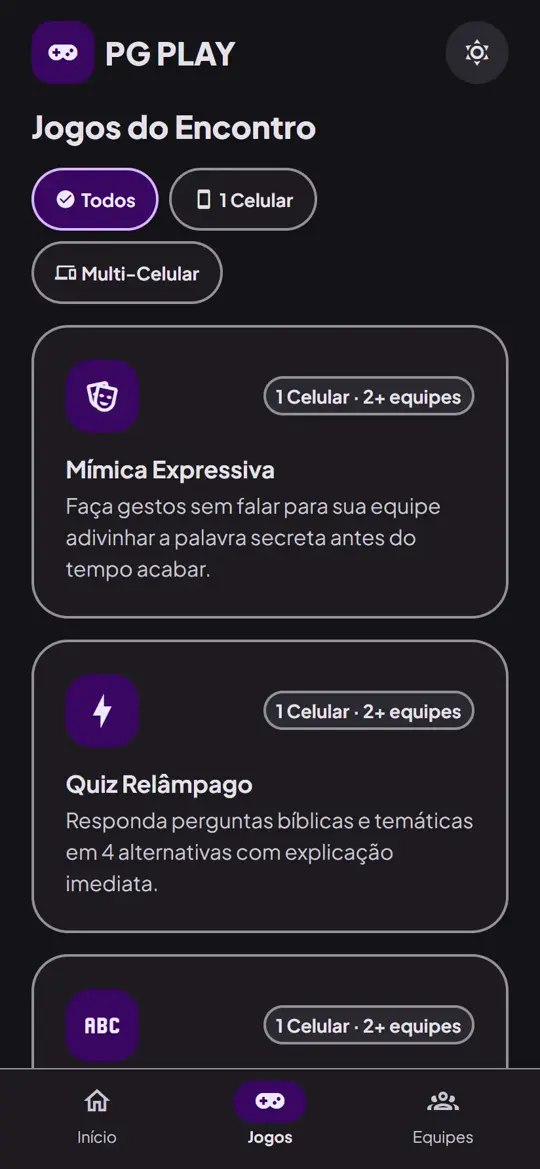 PG PLAY
Jogos do Encontro
Todos
1 Celular
Multi-Celular
1 Celular · 2+ equipes
Mímica Expressiva
Faça gestos sem falar para sua equipe
adivinhar a palavra secreta antes do
tempo acabar.
1 Celular · 2+ equipes
Quiz Relâmpago
Responda perguntas bíblicas e temáticas
em 4 alternativas com explicação
imediata.
ABC
1 Celular · 2+ equipes
Início
Jogos
Equipes